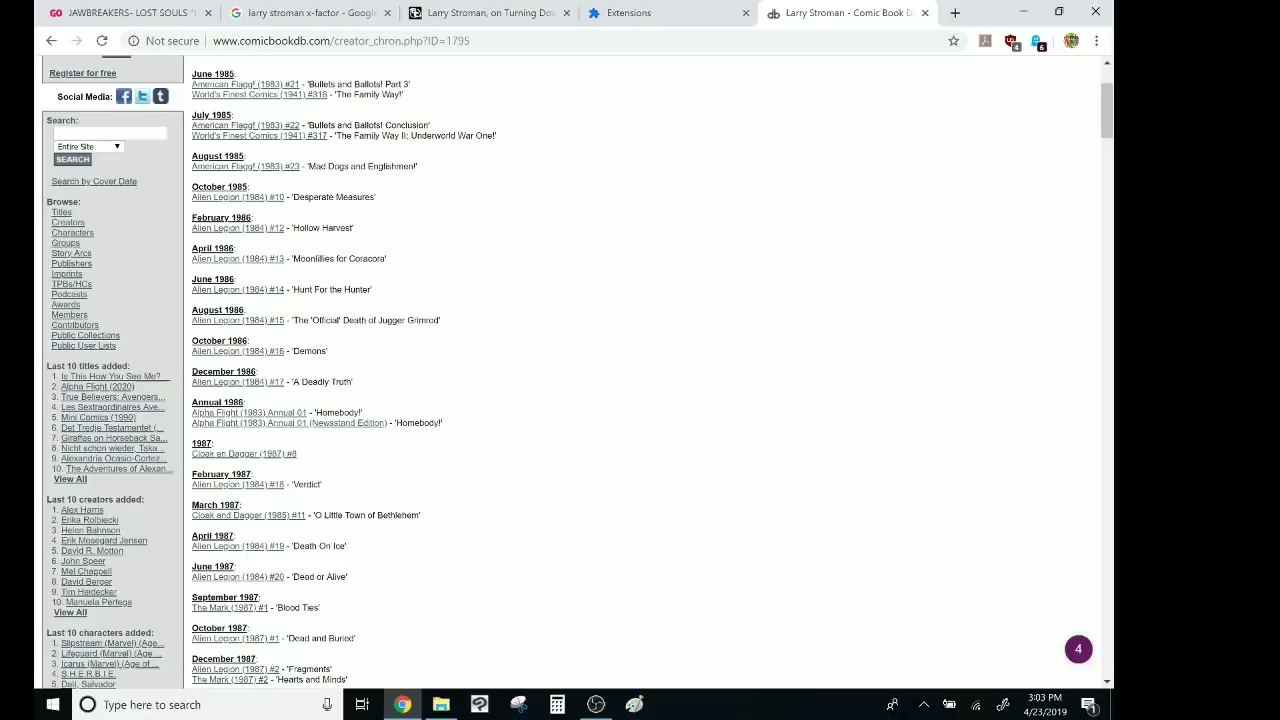 JAWBREAKERS– LOST SOULS "I
larry stroman x-factor - Google
Larry Stroman, on Turning Dow
Extensions
Larry Stroman - Comic Book D
Not secure
www.comicbookdb.com/creator_chron.php?ID=1795
4
6
Register for free
Social Media:
Search:
Entire Site
SEARCH
Search by Cover Date
Browse:
Titles
Creators
Characters
Groups
Story Arcs
Publishers
Imprints
TPBs/HCs
Podcasts
Awards
Members
Contributors
Public Collections
Public User Lists
Last 10 titles added:
1. Is This How You See Me?
2. Alpha Flight (2020)
3. True Believers: Avengers...
4. Les Sextraordinaires Ave...
5. Mini Comics (1990)
6. Det Tredje Testamentet (...
7. Giraffes on Horseback Sa...
8. Nicht schon wieder, Taka...
9. Alexandria Ocasio-Cortez...
10. The Adventures of Alexan...
View All
Last 10 creators added:
1. Alex Harris
2. Erika Rolbiecki
3. Helen Bahnson
4. Erik Mosegard Jensen
5. David R. Motton
6. John Speer
7. Mel Chappell
8. David Berger
9. Tim Heidecker
10. Manuela Pertega
View All
Last 10 characters added:
1. Slipstream (Marvel) (Age...
2. Lifeguard (Marvel) (Age ...
3. Icarus (Marvel) (Age of ...
4. S.H.E.R.B.I.E.
5. Dali, Salvador
June 1985:
American Flagg! (1983) #21 - 'Bullets and Ballots! Part 3'
World's Finest Comics (1941) #316 - 'The Family Way!'
July 1985:
American Flagg! (1983) #22 - 'Bullets and Ballots! Conclusion'
World's Finest Comics (1941) #317 - 'The Family Way II: Underworld War One!'
August 1985:
American Flagg! (1983) #23 - 'Mad Dogs and Englishmen!'
October 1985:
Alien Legion (1984) #10 - 'Desperate Measures'
February 1986:
Alien Legion (1984) #12 - 'Hollow Harvest'
April 1986:
Alien Legion (1984) #13 - 'Moonlillies for Coracora'
June 1986:
Alien Legion (1984) #14 - 'Hunt For the Hunter'
August 1986:
Alien Legion (1984) #15 - 'The 'Official' Death of Jugger Grimrod'
October 1986:
Alien Legion (1984) #16 - 'Demons'
December 1986:
Alien Legion (1984) #17 - 'A Deadly Truth'
Annual 1986:
Alpha Flight (1983) Annual 01 - 'Homebody!'
Alpha Flight (1983) Annual 01 (Newsstand Edition) - 'Homebody!'
1987:
Cloak en Dagger (1987) #8
February 1987:
Alien Legion (1984) #18 - 'Verdict'
March 1987:
Cloak and Dagger (1985) #11 - 'O Little Town of Bethlehem'
April 1987:
Alien Legion (1984) #19 - 'Death On Ice'
June 1987:
Alien Legion (1984) #20 - 'Dead or Alive'
September 1987:
The Mark (1987) #1 - 'Blood Ties'
October 1987:
Alien Legion (1987) #1 - 'Dead and Buried'
December 1987:
Alien Legion (1987) #2 - 'Fragments'
The Mark (1987) #2 - 'Hearts and Minds'
4
Type here to search
3:03 PM
4/23/2019
1